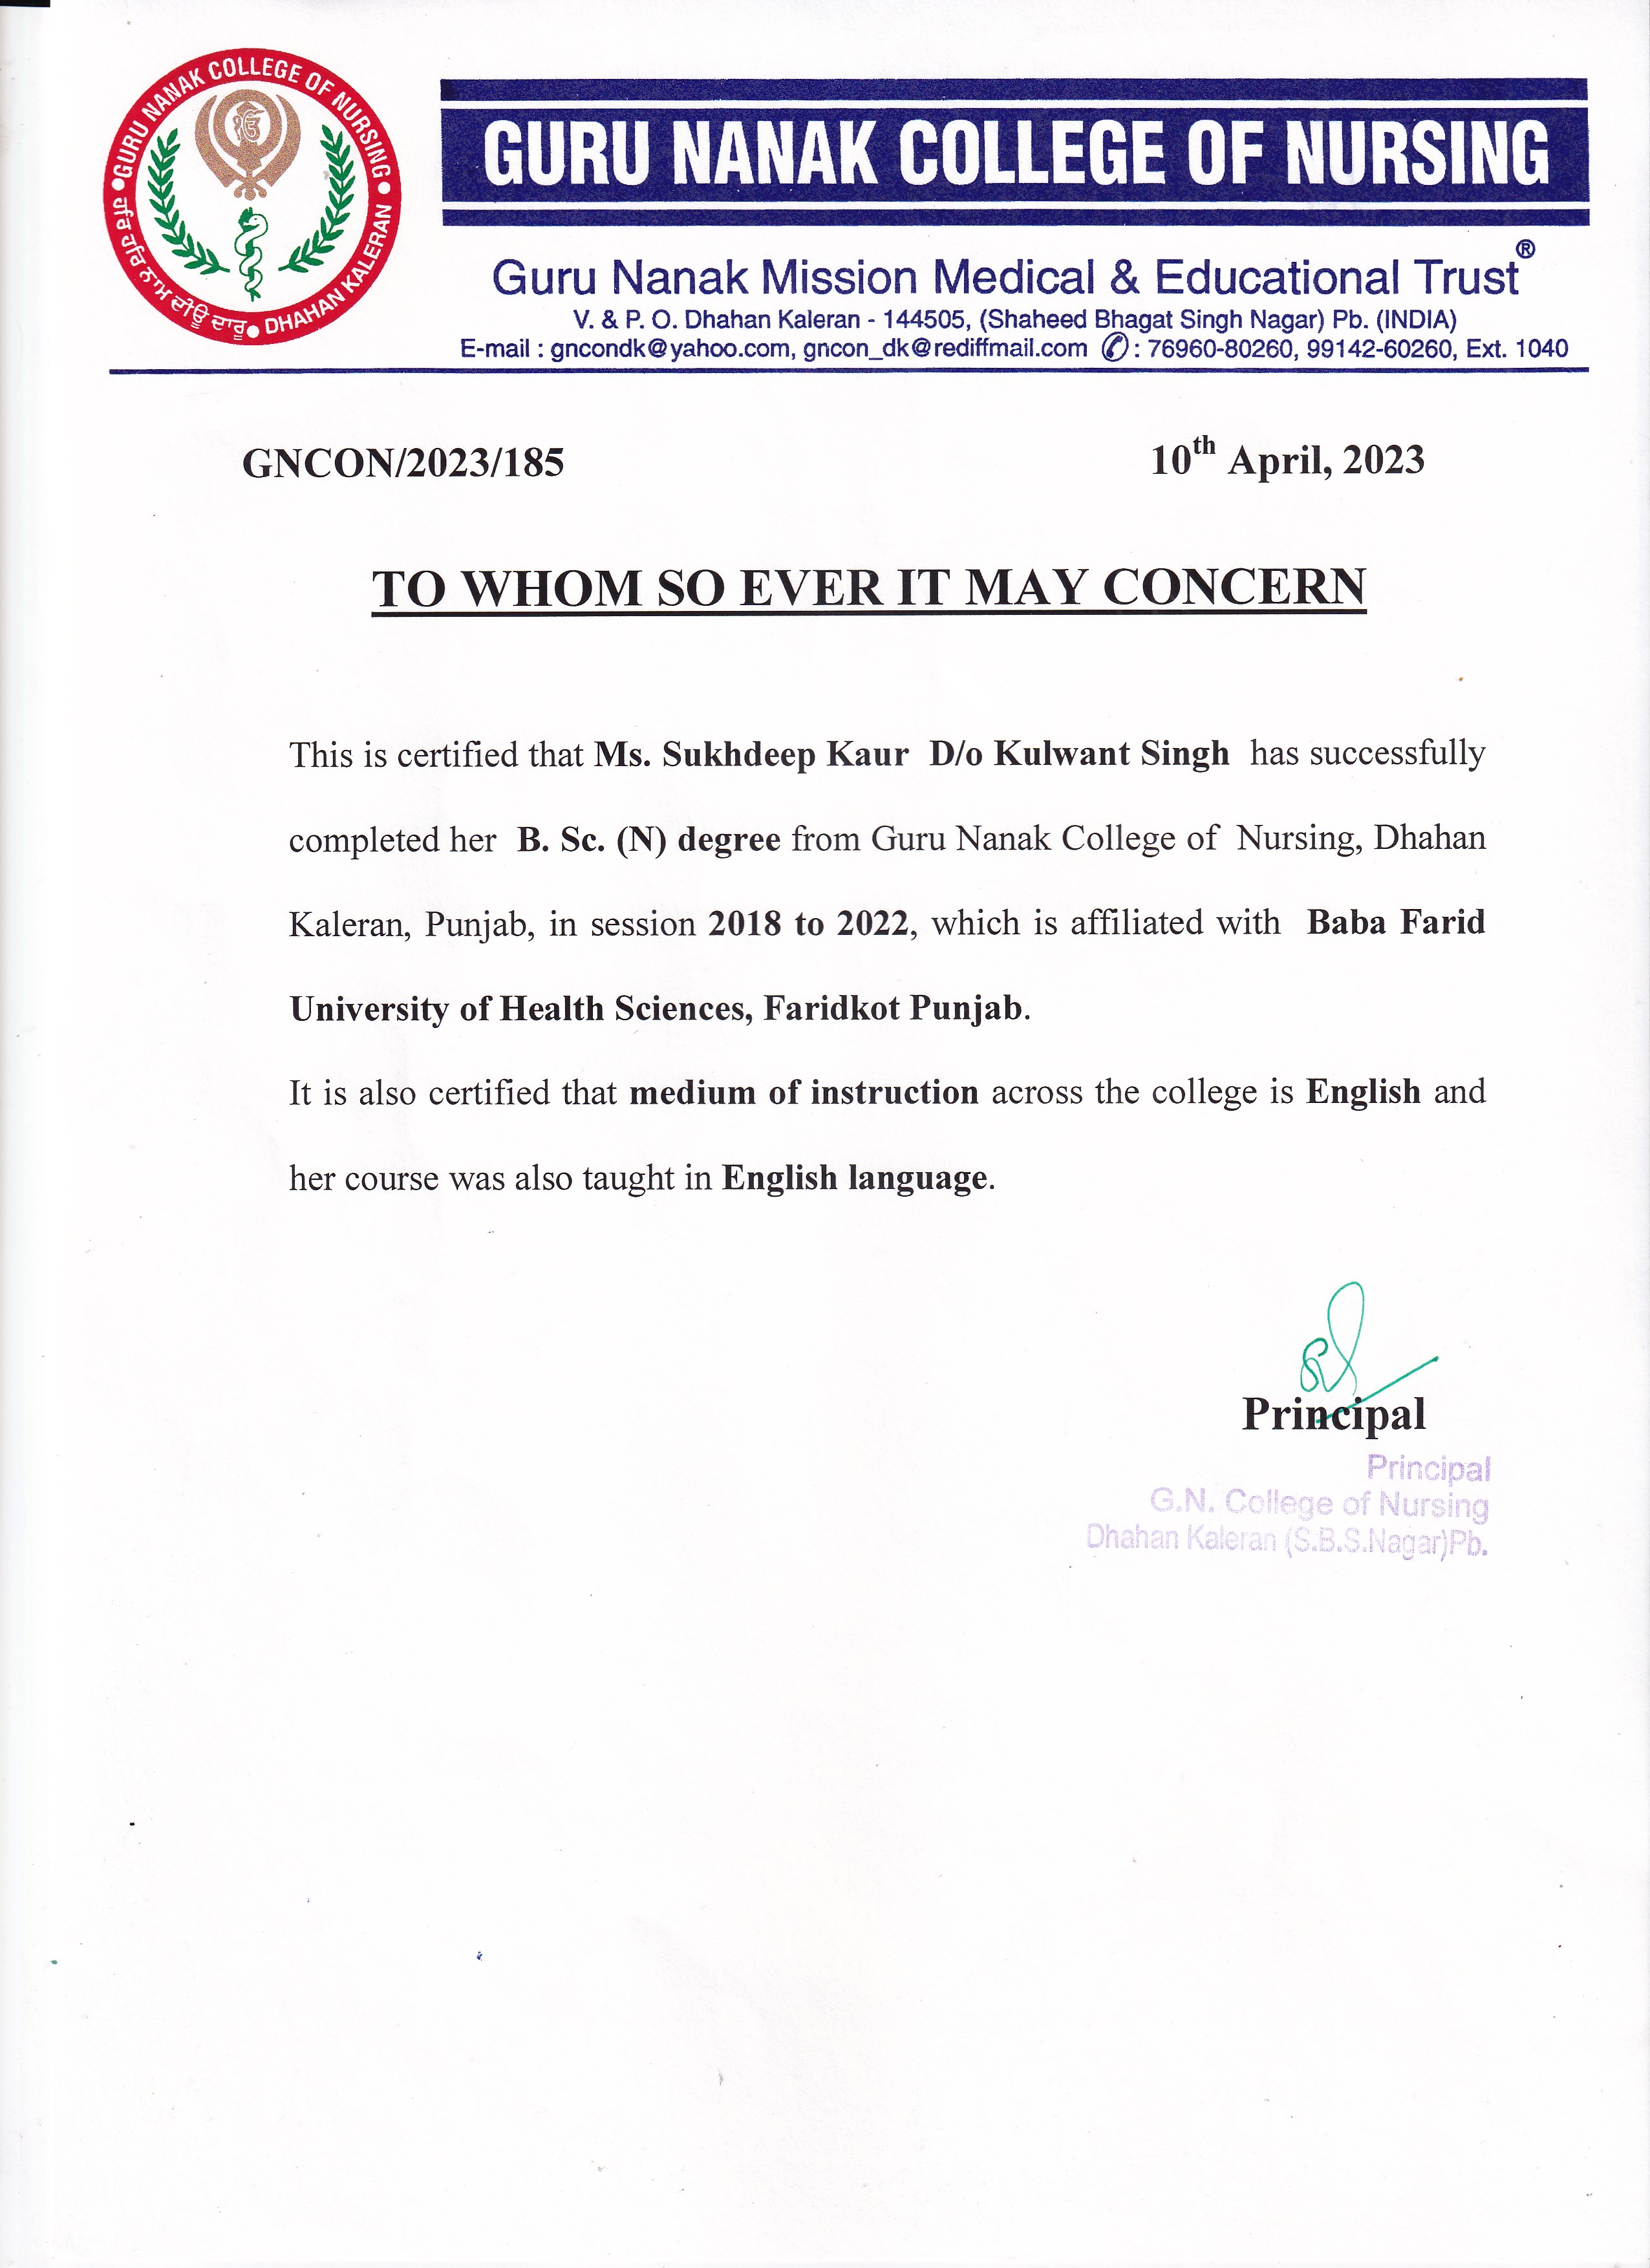 GURU NANAK COLLEGE OF NURSING
ਹਰਿ ਹਰਿ ਨਾਮੁ ਦੀਊ ਦਾਰੂ
DHAHAN KALERAN
GURU NANAK COLLEGE OF NURSING
Guru Nanak Mission Medical & Educational Trust®
V. & P. O. Dhahan Kaleran - 144505, (Shaheed Bhagat Singh Nagar) Pb. (INDIA)
E-mail : gncondk@yahoo.com, gncon_dk@rediffmail.com ✆ : 76960-80260, 99142-60260, Ext. 1040
GNCON/2023/185 10th April, 2023
TO WHOM SO EVER IT MAY CONCERN
This is certified that Ms. Sukhdeep Kaur D/o Kulwant Singh has successfully
completed her B. Sc. (N) degree from Guru Nanak College of Nursing, Dhahan
Kaleran, Punjab, in session 2018 to 2022, which is affiliated with Baba Farid
University of Health Sciences, Faridkot Punjab.
It is also certified that medium of instruction across the college is English and
her course was also taught in English language.
Principal
Principal
G.N. College of Nursing
Dhahan Kaleran (S.B.S.Nagar)Pb.